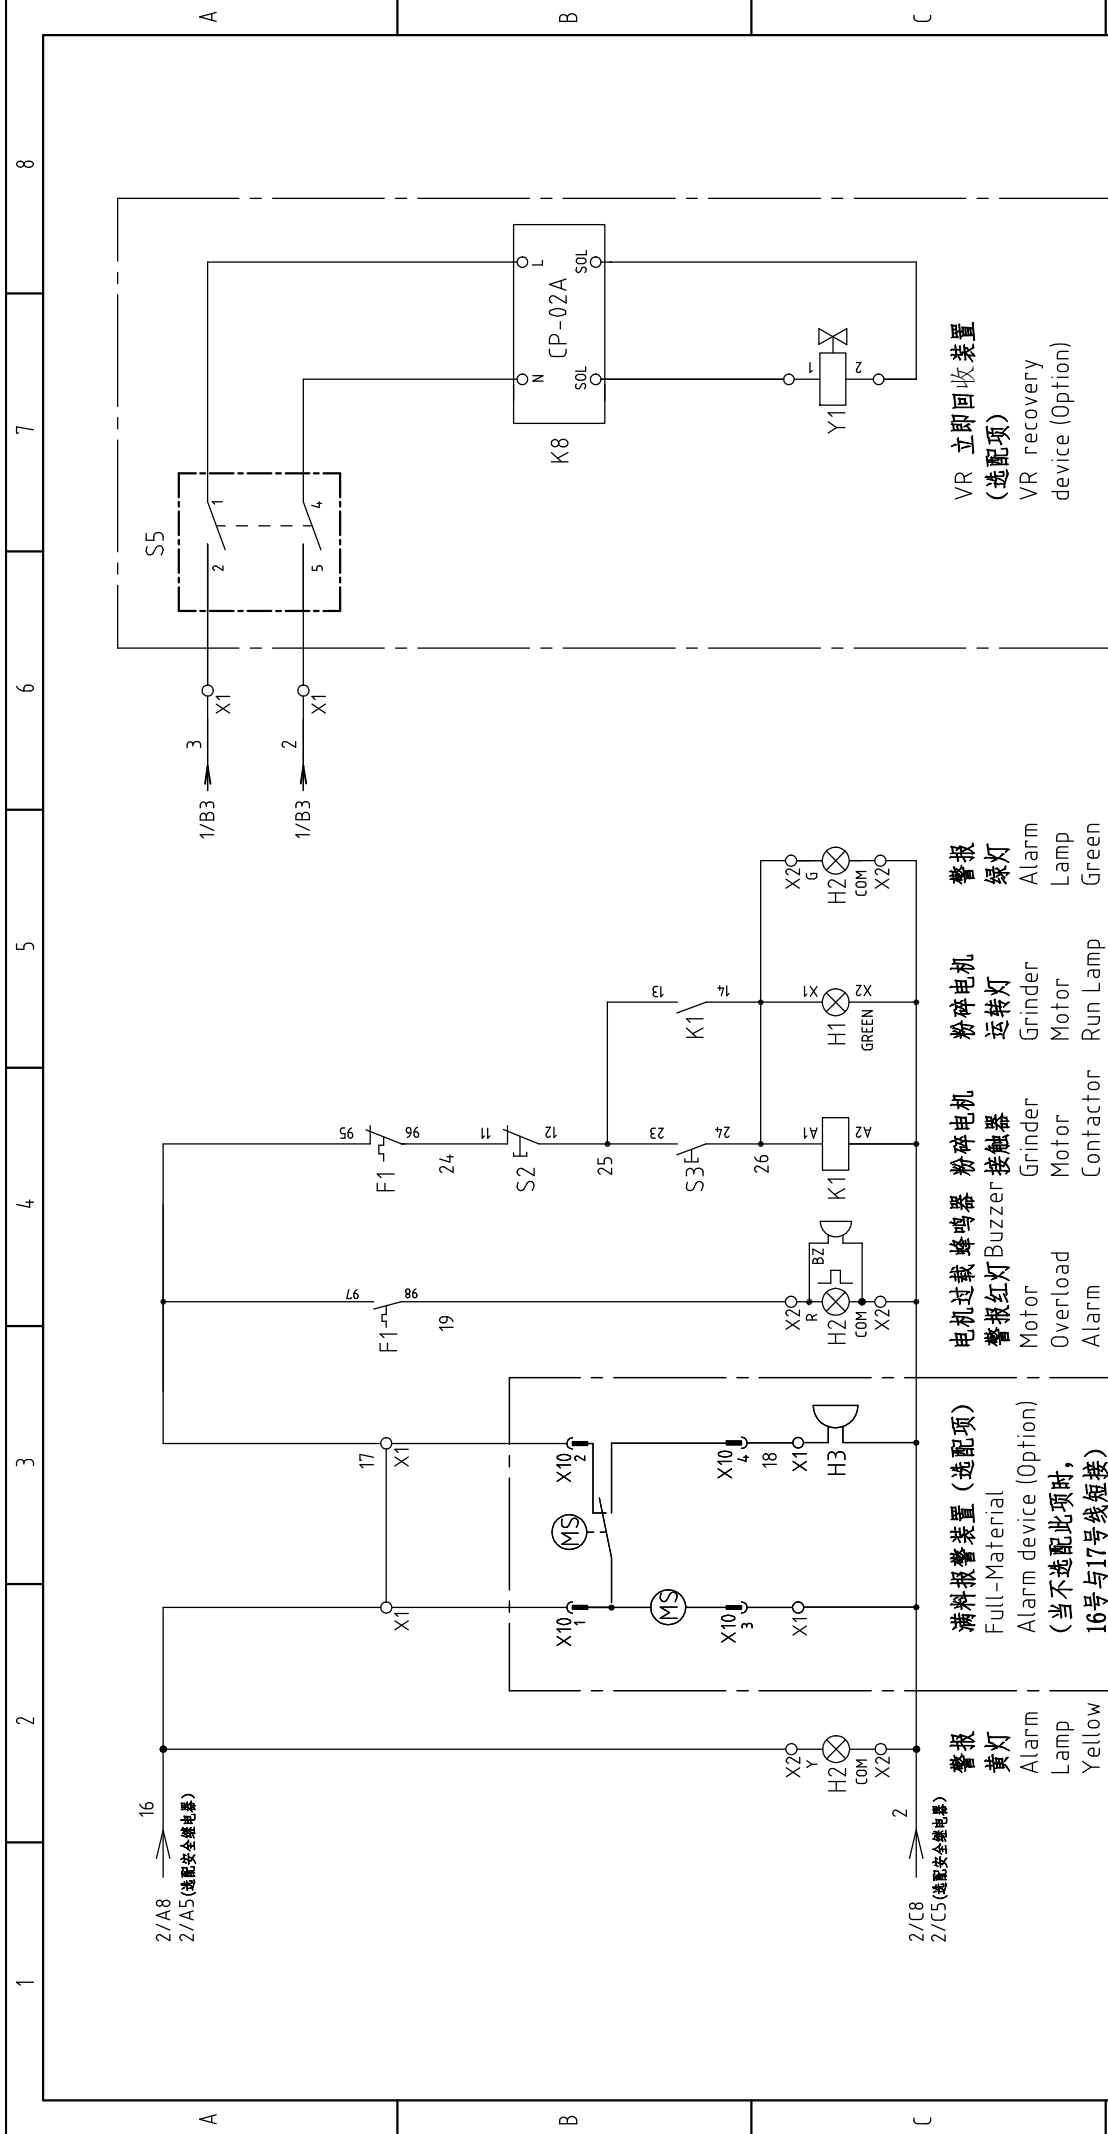 1
2
3
4
5
6
7
8
A
B
C
A
B
C
2/A8
2/A5(选配安全继电器)
16
2/C8
2/C5(选配安全继电器)
2
X2
Y
H2
COM
X2
警报
黄灯
Alarm
Lamp
Yellow
X1
17
X1
X10
1
X10
2
MS
MS
X10
3
X10
4
18
X1
X1
H3
满料报警装置(选配项)
Full-Material
Alarm device (Option)
(当不选配此项时,
16号与17号线短接)
97
98
F1
19
X2
R
H2
COM
X2
BZ
电机过载 蜂鸣器
警报红灯Buzzer
Motor
Overload
Alarm
95
96
F1
24
11
12
S2
25
23
24
S3
26
A1
A2
K1
粉碎电机
接触器
Grinder
Motor
Contactor
13
14
K1
X1
X2
H1
GREEN
粉碎电机
运转灯
Grinder
Motor
Run Lamp
X2
G
H2
COM
X2
警报
绿灯
Alarm
Lamp
Green
1/B3
3
X1
1/B3
2
X1
S5
2
1
5
4
N
L
CP-02A
SOL
SOL
K8
1
2
Y1
VR 立即回收装置
(选配项)
VR recovery
device (Option)